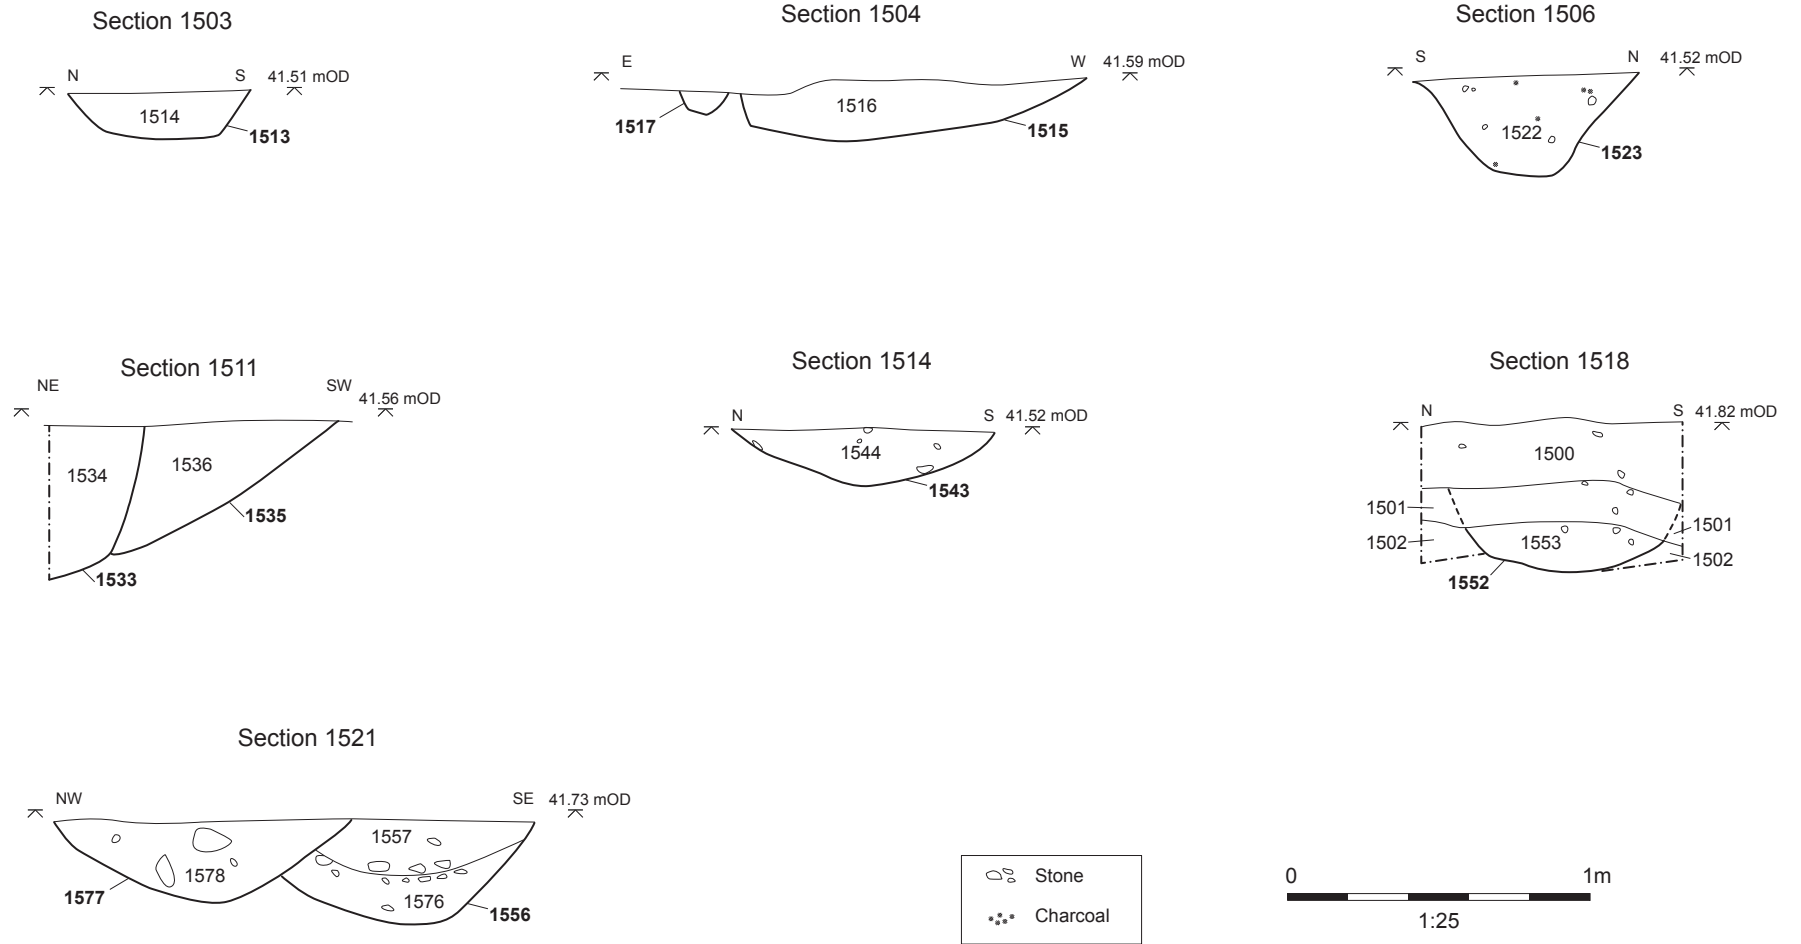 Section 1503
N S 41.51 mOD
1514
1513
Section 1504
E W 41.59 mOD
1516
1517
1515
Section 1506
S N 41.52 mOD
1522
1523
Section 1511
NE SW
41.56 mOD
1534 1536
1535
1533
Section 1514
N S 41.52 mOD
1544
1543
Section 1518
N S 41.82 mOD
1500
1501
1501
1502 1553
1502
1552
Section 1521
NW SE 41.73 mOD
1557
1578
1577
1576
1556
Stone
Charcoal
0 1m
1:25